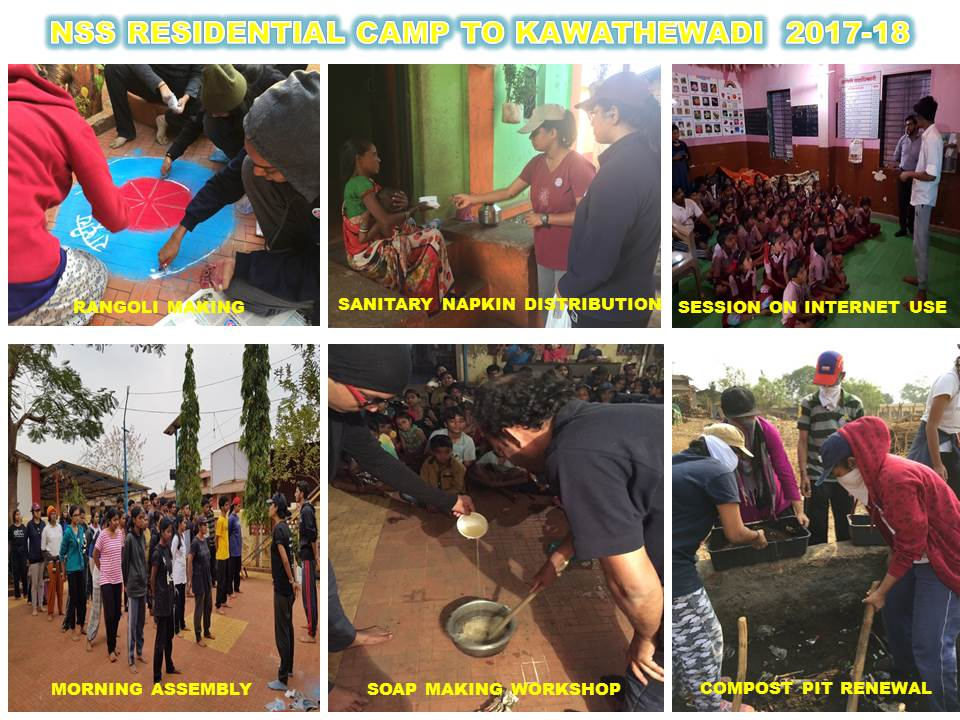 NSS RESIDENTIAL CAMP TO KAWATHEWADI 2017-18
RANGOLI MAKING
SANITARY NAPKIN DISTRIBUTION
SESSION ON INTERNET USE
MORNING ASSEMBLY
SOAP MAKING WORKSHOP
COMPOST PIT RENEWAL